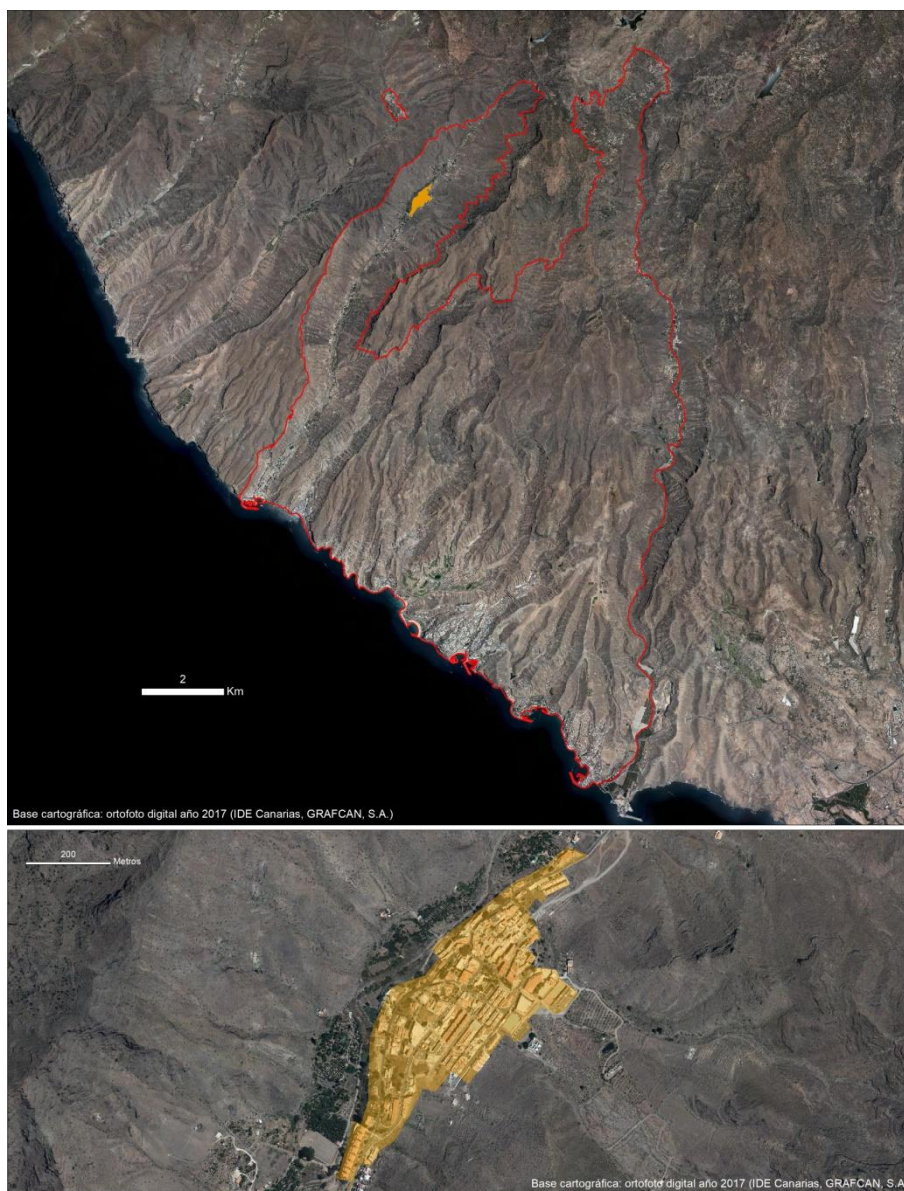 2
Km
Base cartográfica: ortofoto digital año 2017 (IDE Canarias, GRAFCAN, S.A.)
200
Metros
Base cartográfica: ortofoto digital año 2017 (IDE Canarias, GRAFCAN, S.A